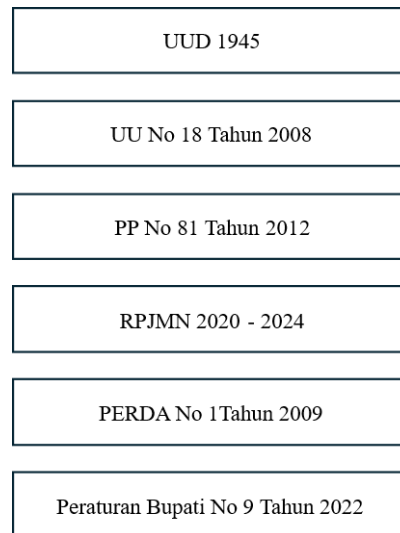 UUD 1945
UU No 18 Tahun 2008
PP No 81 Tahun 2012
RPJMN 2020 - 2024
PERDA No 1Tahun 2009
Peraturan Bupati No 9 Tahun 2022